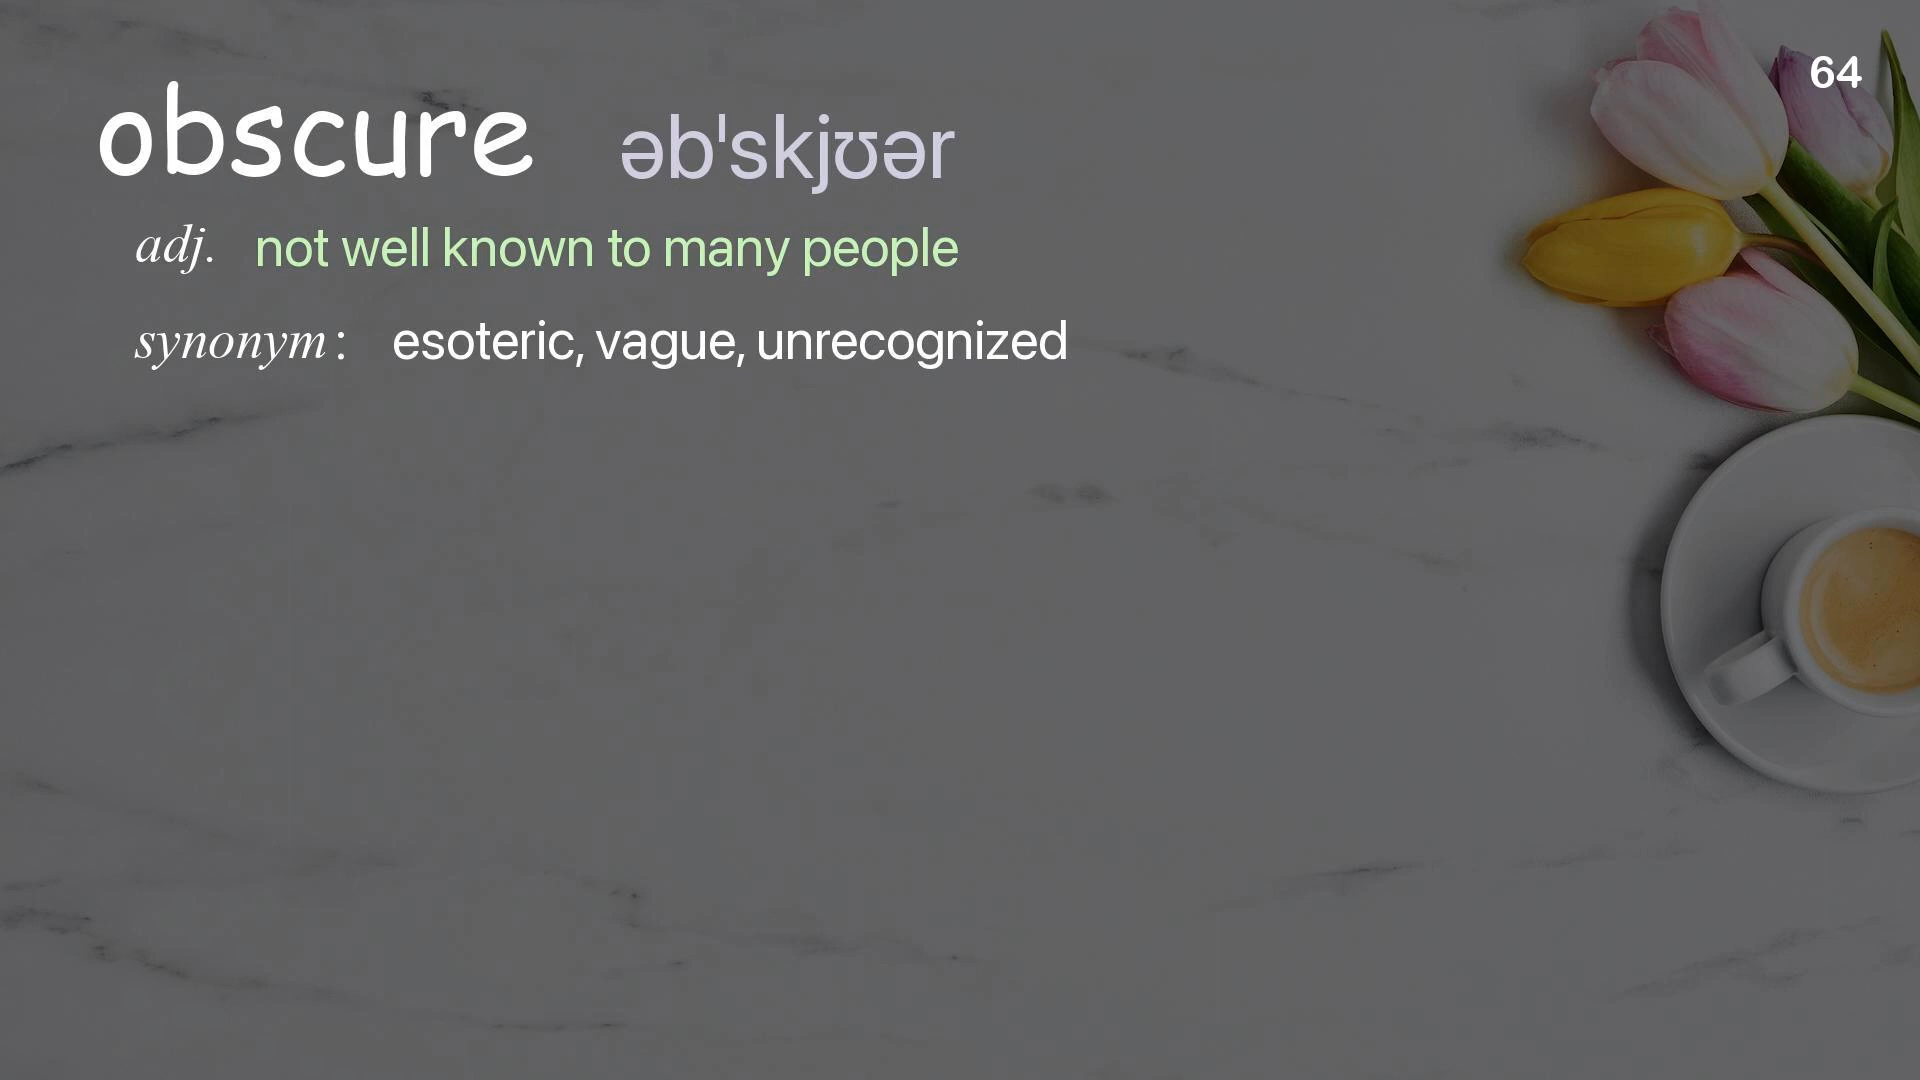 64
obscure əb'skjʊər
adj. not well known to many people
synonym : esoteric, vague, unrecognized